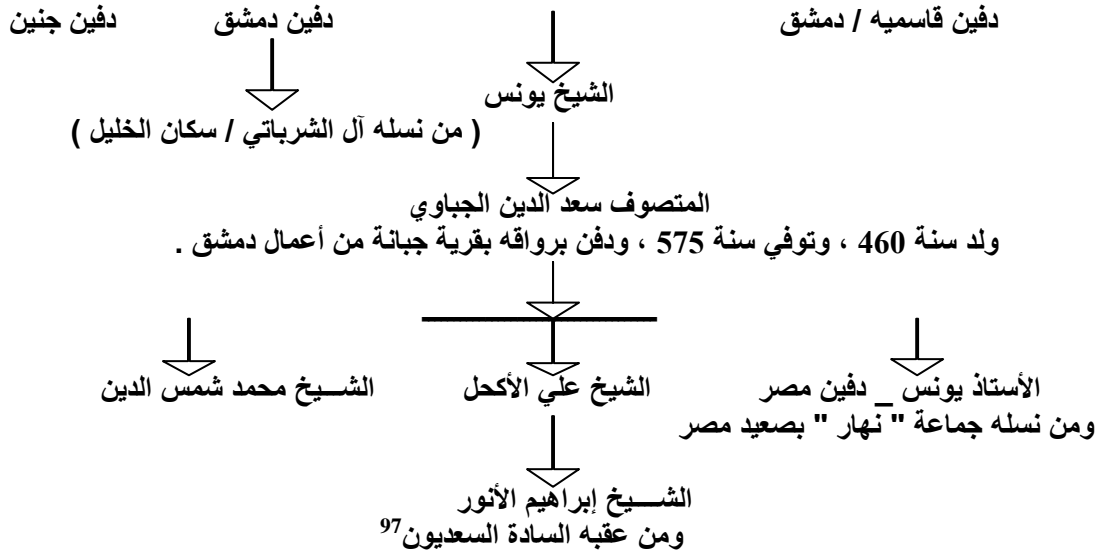 دفين قاسميه / دمشق دفين دمشق دفين جنين
الشيخ يونس
( من نسله آل الشرباتي / سكان الخليل )
المتصوف سعد الدين الجباوي
ولد سنة 460 ، وتوفي سنة 575 ، ودفن برواقه بقرية جبانة من أعمال دمشق .
الأستاذ يونس _ دفين مصر الشيخ علي الأكحل الشـــيخ محمد شمس الدين
ومن نسله جماعة " نهار " بصعيد مصر
الشـــيخ إبراهيم الأنور
ومن عقبه السادة السعديون97